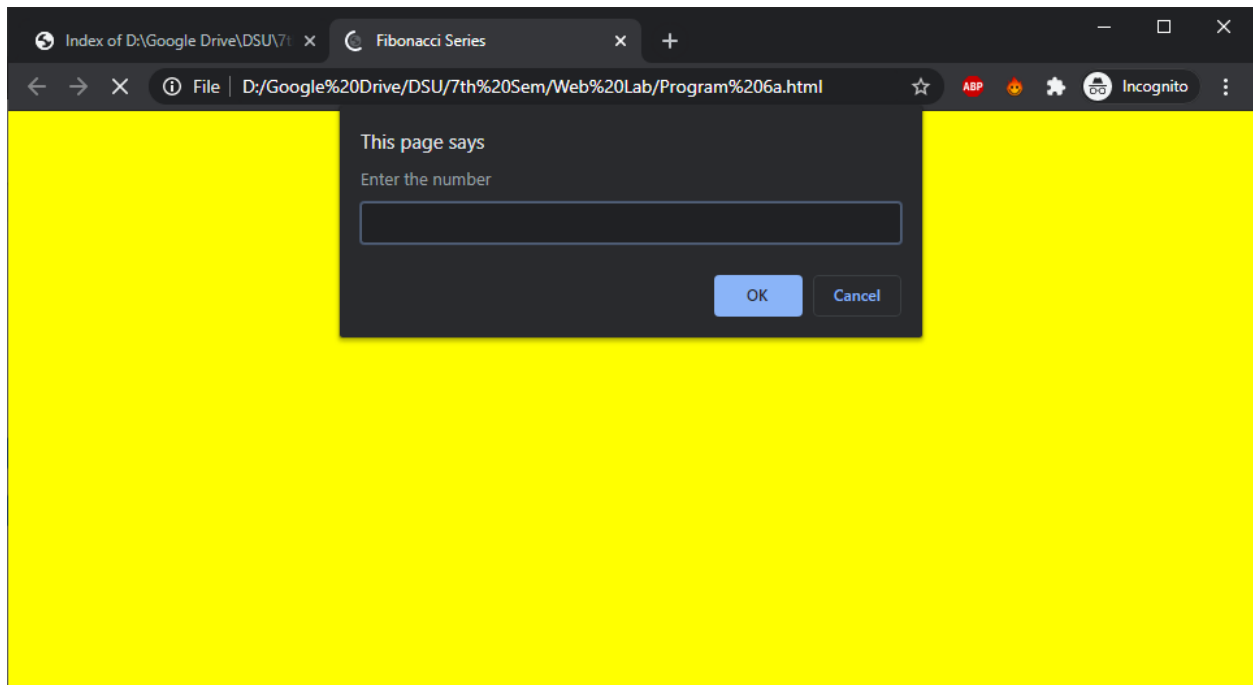 Index of D:\Google Drive\DSU\7t
Fibonacci Series
File
D:/Google%20Drive/DSU/7th%20Sem/Web%20Lab/Program%206a.html
ABP
Incognito
This page says
Enter the number
OK
Cancel